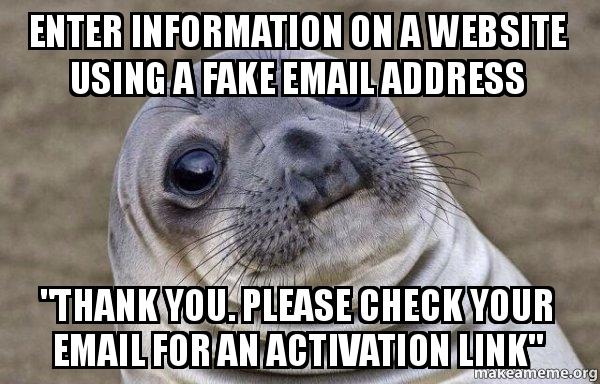 ENTER INFORMATION ON A WEBSITE
USING A FAKE EMAIL ADDRESS
"THANK YOU. PLEASE CHECK YOUR
EMAIL FOR AN ACTIVATION LINK"
makeameme.org